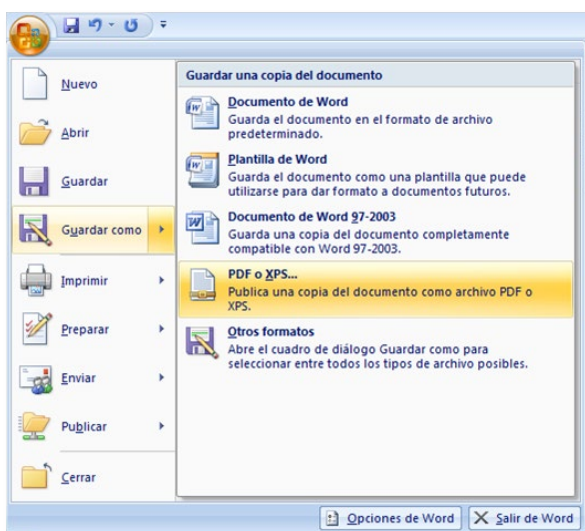 Nuevo
Abrir
Guardar
Guardar como
Imprimir
Preparar
Enviar
Publicar
Cerrar
Guardar una copia del documento
Documento de Word
Guarda el documento en el formato de archivo
predeterminado.
Plantilla de Word
Guarda el documento como una plantilla que puede
utilizarse para dar formato a documentos futuros.
Documento de Word 97-2003
Guarda una copia del documento completamente
compatible con Word 97-2003.
PDF o XPS...
Publica una copia del documento como archivo PDF o
XPS.
Otros formatos
Abre el cuadro de diálogo Guardar como para
seleccionar entre todos los tipos de archivo posibles.
Opciones de Word
Salir de Word